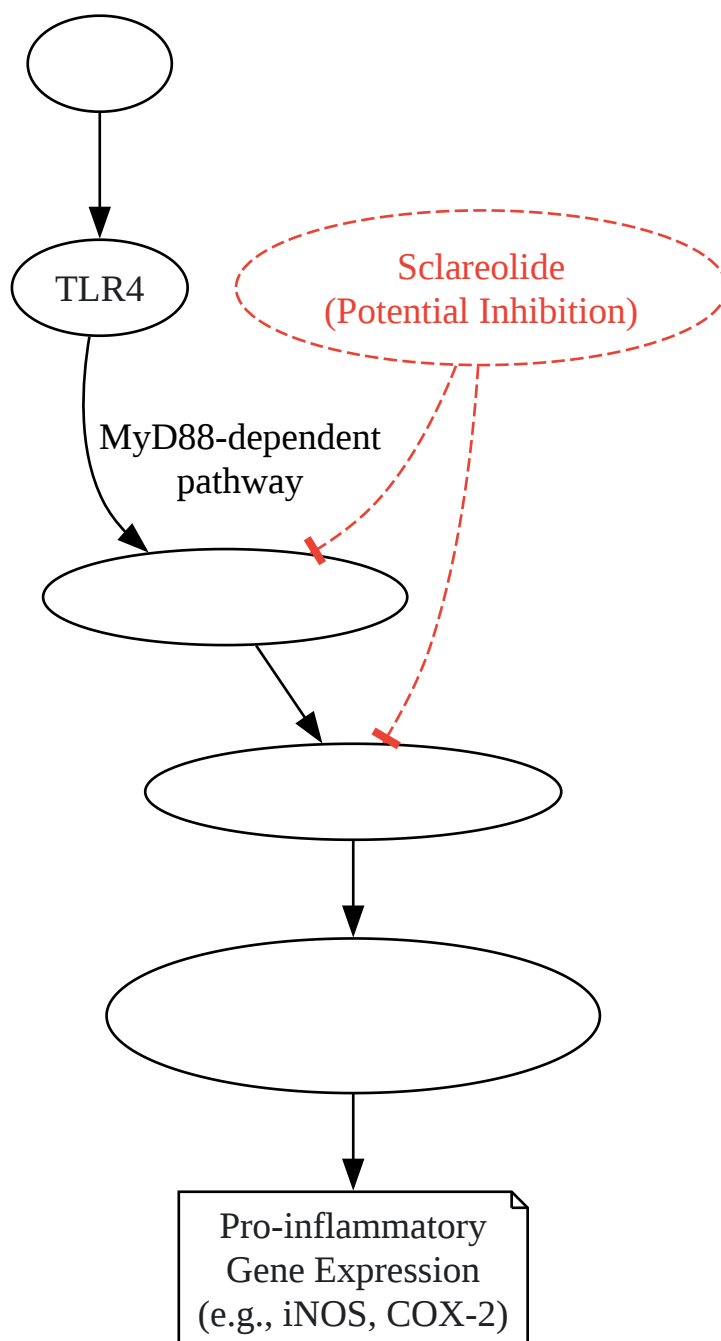 TLR4
Sclareolide
(Potential Inhibition)
MyD88-dependent
pathway
Pro-inflammatory
Gene Expression
(e.g., iNOS, COX-2)